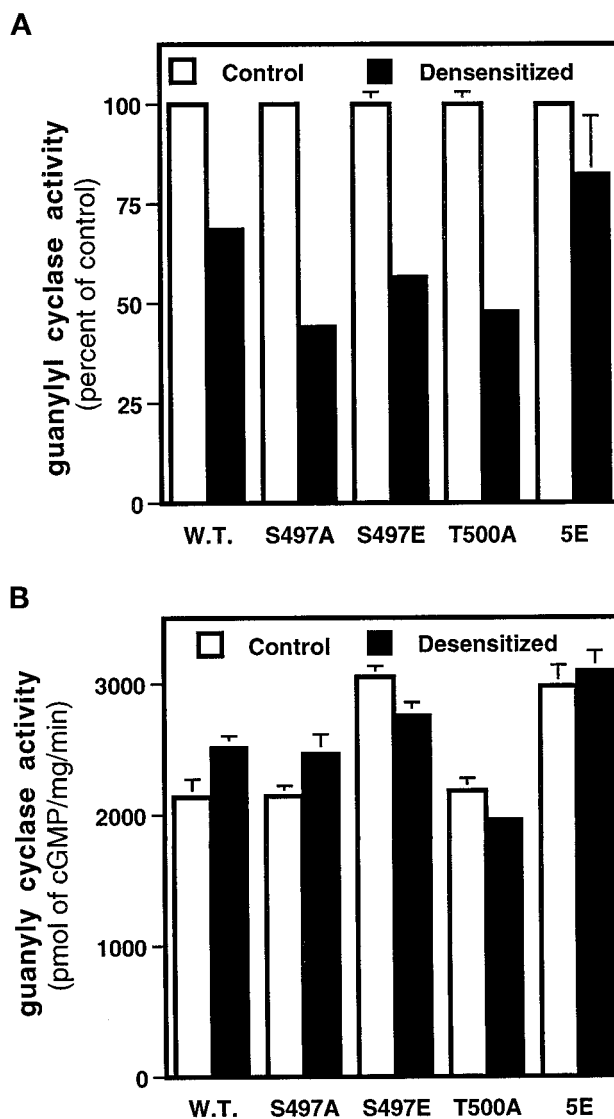 A
Control
Densensitized
guanylyl cyclase activity
(percent of control)
100
75
50
25
0
W.T.
S497A
S497E
T500A
5E
B
Control
Desensitized
guanyly cyclase activity
(pmol of cGMP/mg/min)
3000
2000
1000
0
W.T.
S497A
S497E
T500A
5E